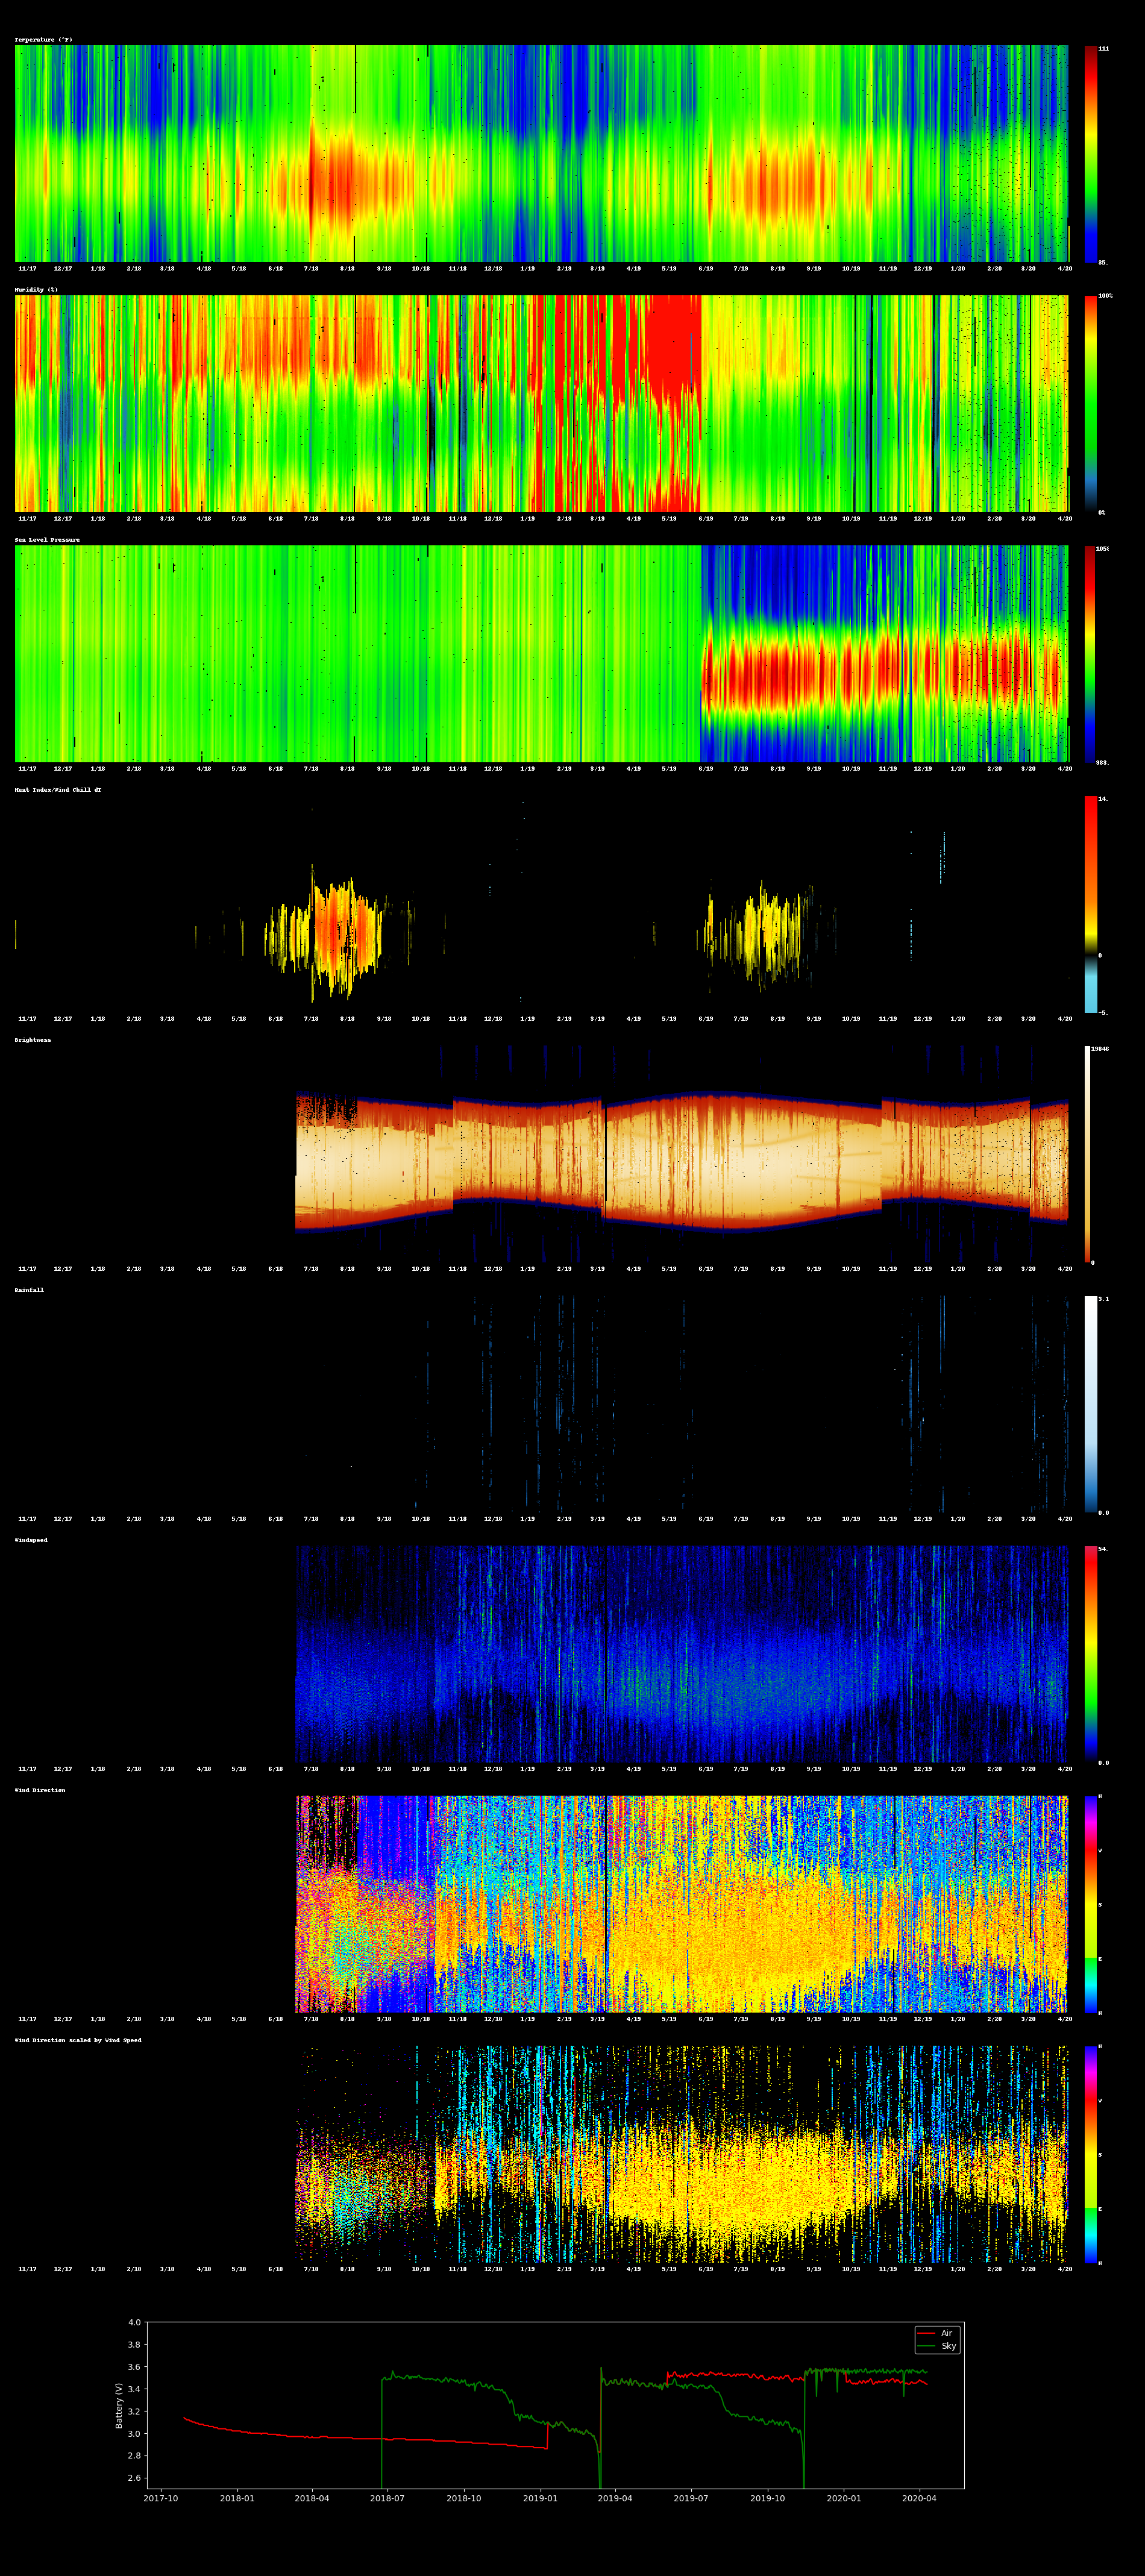 Temperature (°F)
111
35.
11/17 12/17 1/18 2/18 3/18 4/18 5/18 6/18 7/18 8/18 9/18 10/18 11/18 12/18 1/19 2/19 3/19 4/19 5/19 6/19 7/19 8/19 9/19 10/19 11/19 12/19 1/20 2/20 3/20 4/20
Humidity (%)
100%
0%
11/17 12/17 1/18 2/18 3/18 4/18 5/18 6/18 7/18 8/18 9/18 10/18 11/18 12/18 1/19 2/19 3/19 4/19 5/19 6/19 7/19 8/19 9/19 10/19 11/19 12/19 1/20 2/20 3/20 4/20
Sea Level Pressure
983.
11/17 12/17 1/18 2/18 3/18 4/18 5/18 6/18 7/18 8/18 9/18 10/18 11/18 12/18 1/19 2/19 3/19 4/19 5/19 6/19 7/19 8/19 9/19 10/19 11/19 12/19 1/20 2/20 3/20 4/20
Heat Index/Wind Chill dT
14.
0
-5.
11/17 12/17 1/18 2/18 3/18 4/18 5/18 6/18 7/18 8/18 9/18 10/18 11/18 12/18 1/19 2/19 3/19 4/19 5/19 6/19 7/19 8/19 9/19 10/19 11/19 12/19 1/20 2/20 3/20 4/20
Brightness
19846
0
11/17 12/17 1/18 2/18 3/18 4/18 5/18 6/18 7/18 8/18 9/18 10/18 11/18 12/18 1/19 2/19 3/19 4/19 5/19 6/19 7/19 8/19 9/19 10/19 11/19 12/19 1/20 2/20 3/20 4/20
Rainfall
3.1
0.0
11/17 12/17 1/18 2/18 3/18 4/18 5/18 6/18 7/18 8/18 9/18 10/18 11/18 12/18 1/19 2/19 3/19 4/19 5/19 6/19 7/19 8/19 9/19 10/19 11/19 12/19 1/20 2/20 3/20 4/20
Windspeed
54.
0.0
11/17 12/17 1/18 2/18 3/18 4/18 5/18 6/18 7/18 8/18 9/18 10/18 11/18 12/18 1/19 2/19 3/19 4/19 5/19 6/19 7/19 8/19 9/19 10/19 11/19 12/19 1/20 2/20 3/20 4/20
Wind Direction
N
W
S
E
N
11/17 12/17 1/18 2/18 3/18 4/18 5/18 6/18 7/18 8/18 9/18 10/18 11/18 12/18 1/19 2/19 3/19 4/19 5/19 6/19 7/19 8/19 9/19 10/19 11/19 12/19 1/20 2/20 3/20 4/20
Wind Direction scaled by Wind Speed
N
W
S
E
N
11/17 12/17 1/18 2/18 3/18 4/18 5/18 6/18 7/18 8/18 9/18 10/18 11/18 12/18 1/19 2/19 3/19 4/19 5/19 6/19 7/19 8/19 9/19 10/19 11/19 12/19 1/20 2/20 3/20 4/20
Air
Sky
Battery (V)
4.0
3.8
3.6
3.4
3.2
3.0
2.8
2.6
2017-10 2018-01 2018-04 2018-07 2018-10 2019-01 2019-04 2019-07 2019-10 2020-01 2020-04